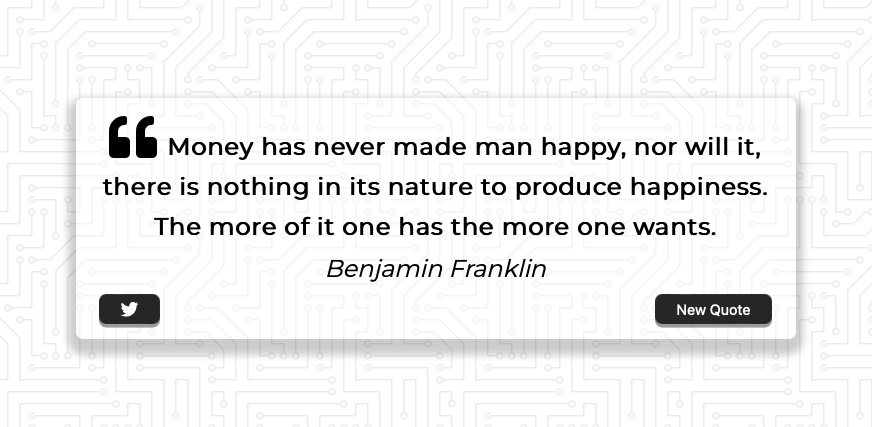 Money has never made man happy, nor will it,
there is nothing in its nature to produce happiness.
The more of it one has the more one wants.
Benjamin Franklin
New Quote